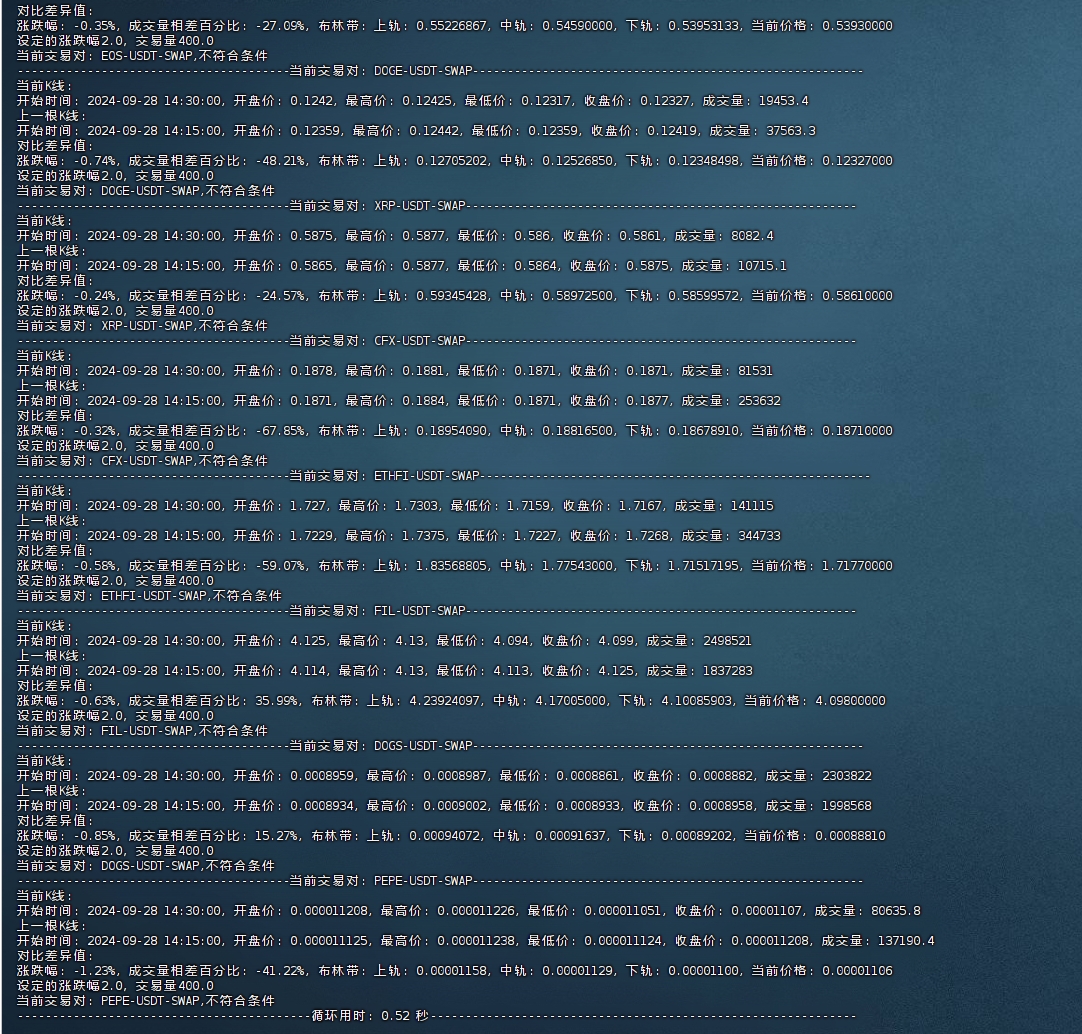 对比差异值:
涨跌幅: -0.35%, 成交量相差百分比: -27.09%, 布林带: 上轨: 0.55226867, 中轨: 0.54590000, 下轨: 0.53953133, 当前价格: 0.53930000
设定的涨跌幅2.0, 交易量400.0
当前交易对: EOS-USDT-SWAP,不符合条件
---------------------------------------当前交易对: DOGE-USDT-SWAP--------------------------------------------------------
当前K线:
开始时间: 2024-09-28 14:30:00, 开盘价: 0.1242, 最高价: 0.12425, 最低价: 0.12317, 收盘价: 0.12327, 成交量: 19453.4
上一根K线:
开始时间: 2024-09-28 14:15:00, 开盘价: 0.12359, 最高价: 0.12442, 最低价: 0.12359, 收盘价: 0.12419, 成交量: 37563.3
对比差异值:
涨跌幅: -0.74%, 成交量相差百分比: -48.21%, 布林带: 上轨: 0.12705202, 中轨: 0.12526850, 下轨: 0.12348498, 当前价格: 0.12327000
设定的涨跌幅2.0, 交易量400.0
当前交易对: DOGE-USDT-SWAP,不符合条件
---------------------------------------当前交易对: XRP-USDT-SWAP--------------------------------------------------------
当前K线:
开始时间: 2024-09-28 14:30:00, 开盘价: 0.5875, 最高价: 0.5877, 最低价: 0.586, 收盘价: 0.5861, 成交量: 8082.4
上一根K线:
开始时间: 2024-09-28 14:15:00, 开盘价: 0.5865, 最高价: 0.5877, 最低价: 0.5864, 收盘价: 0.5875, 成交量: 10715.1
对比差异值:
涨跌幅: -0.24%, 成交量相差百分比: -24.57%, 布林带: 上轨: 0.59345428, 中轨: 0.58972500, 下轨: 0.58599572, 当前价格: 0.58610000
设定的涨跌幅2.0, 交易量400.0
当前交易对: XRP-USDT-SWAP,不符合条件
---------------------------------------当前交易对: CFX-USDT-SWAP--------------------------------------------------------
当前K线:
开始时间: 2024-09-28 14:30:00, 开盘价: 0.1878, 最高价: 0.1881, 最低价: 0.1871, 收盘价: 0.1871, 成交量: 81531
上一根K线:
开始时间: 2024-09-28 14:15:00, 开盘价: 0.1871, 最高价: 0.1884, 最低价: 0.1871, 收盘价: 0.1877, 成交量: 253632
对比差异值:
涨跌幅: -0.32%, 成交量相差百分比: -67.85%, 布林带: 上轨: 0.18954090, 中轨: 0.18816500, 下轨: 0.18678910, 当前价格: 0.18710000
设定的涨跌幅2.0, 交易量400.0
当前交易对: CFX-USDT-SWAP,不符合条件
---------------------------------------当前交易对: ETHFI-USDT-SWAP--------------------------------------------------------
当前K线:
开始时间: 2024-09-28 14:30:00, 开盘价: 1.727, 最高价: 1.7303, 最低价: 1.7159, 收盘价: 1.7167, 成交量: 141115
上一根K线:
开始时间: 2024-09-28 14:15:00, 开盘价: 1.7229, 最高价: 1.7375, 最低价: 1.7227, 收盘价: 1.7268, 成交量: 344733
对比差异值:
涨跌幅: -0.58%, 成交量相差百分比: -59.07%, 布林带: 上轨: 1.83568805, 中轨: 1.77543000, 下轨: 1.71517195, 当前价格: 1.71770000
设定的涨跌幅2.0, 交易量400.0
当前交易对: ETHFI-USDT-SWAP,不符合条件
---------------------------------------当前交易对: FIL-USDT-SWAP--------------------------------------------------------
当前K线:
开始时间: 2024-09-28 14:30:00, 开盘价: 4.125, 最高价: 4.13, 最低价: 4.094, 收盘价: 4.099, 成交量: 2498521
上一根K线:
开始时间: 2024-09-28 14:15:00, 开盘价: 4.114, 最高价: 4.13, 最低价: 4.113, 收盘价: 4.125, 成交量: 1837283
对比差异值:
涨跌幅: -0.63%, 成交量相差百分比: 35.99%, 布林带: 上轨: 4.23924097, 中轨: 4.17005000, 下轨: 4.10085903, 当前价格: 4.09800000
设定的涨跌幅2.0, 交易量400.0
当前交易对: FIL-USDT-SWAP,不符合条件
---------------------------------------当前交易对: DOGS-USDT-SWAP--------------------------------------------------------
当前K线:
开始时间: 2024-09-28 14:30:00, 开盘价: 0.0008959, 最高价: 0.0008987, 最低价: 0.0008861, 收盘价: 0.0008882, 成交量: 2303822
上一根K线:
开始时间: 2024-09-28 14:15:00, 开盘价: 0.0008934, 最高价: 0.0009002, 最低价: 0.0008933, 收盘价: 0.0008958, 成交量: 1998568
对比差异值:
涨跌幅: -0.85%, 成交量相差百分比: 15.27%, 布林带: 上轨: 0.00094072, 中轨: 0.00091637, 下轨: 0.00089202, 当前价格: 0.00088810
设定的涨跌幅2.0, 交易量400.0
当前交易对: DOGS-USDT-SWAP,不符合条件
---------------------------------------当前交易对: PEPE-USDT-SWAP--------------------------------------------------------
当前K线:
开始时间: 2024-09-28 14:30:00, 开盘价: 0.000011208, 最高价: 0.000011226, 最低价: 0.000011051, 收盘价: 0.00001107, 成交量: 80635.8
上一根K线:
开始时间: 2024-09-28 14:15:00, 开盘价: 0.000011125, 最高价: 0.000011238, 最低价: 0.000011124, 收盘价: 0.000011208, 成交量: 137190.4
对比差异值:
涨跌幅: -1.23%, 成交量相差百分比: -41.22%, 布林带: 上轨: 0.00001158, 中轨: 0.00001129, 下轨: 0.00001100, 当前价格: 0.00001106
设定的涨跌幅2.0, 交易量400.0
当前交易对: PEPE-USDT-SWAP,不符合条件
------------------------------------------循环用时: 0.52 秒-------------------------------------------------------------